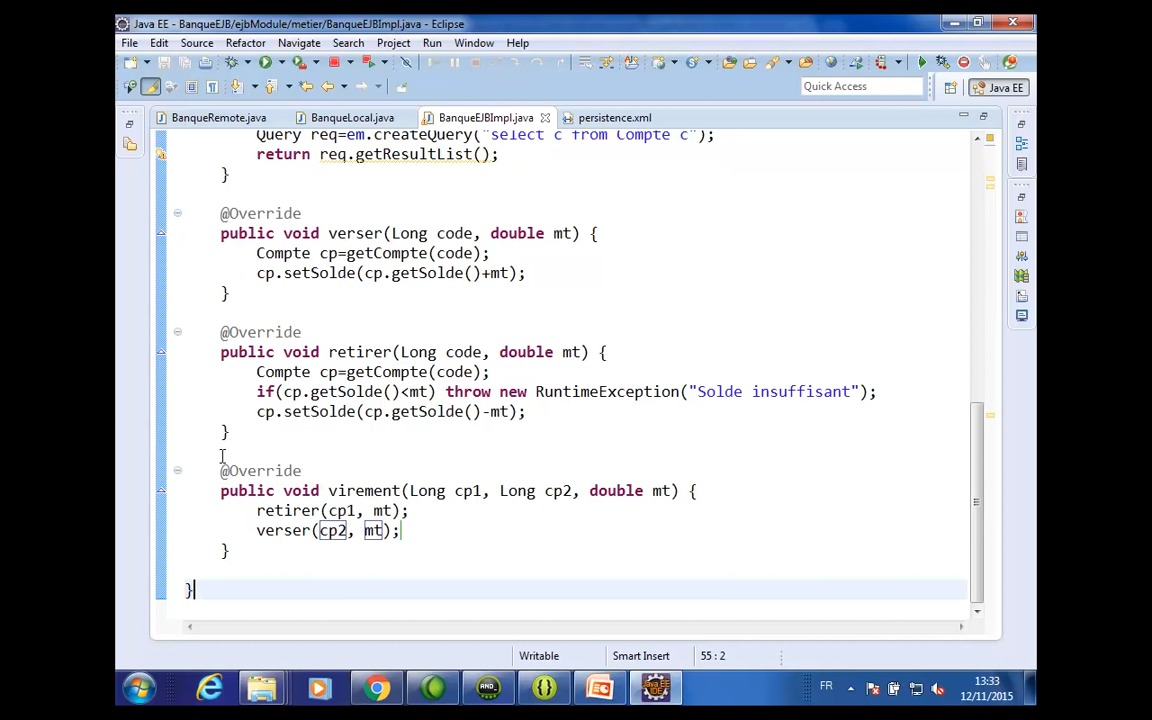 Java EE - BanqueEJB/ejbModule/metier/BanqueEJBImpl.java - Eclipse
File Edit Source Refactor Navigate Search Project Run Window Help
Quick Access Java EE
BanqueRemote.java BanqueLocal.java BanqueEJBImpl.java persistence.xml
Query req=em.createQuery("select c from Compte c");
return req.getResultList();
}
@Override
public void verser(Long code, double mt) {
Compte cp=getCompte(code);
cp.setSolde(cp.getSolde()+mt);
}
@Override
public void retirer(Long code, double mt) {
Compte cp=getCompte(code);
if(cp.getSolde()<mt) throw new RuntimeException("Solde insuffisant");
cp.setSolde(cp.getSolde()-mt);
}
@Override
public void virement(Long cp1, Long cp2, double mt) {
retirer(cp1, mt);
verser(cp2, mt);
}
}
Writable Smart Insert 55 : 2
FR 13:33
12/11/2015